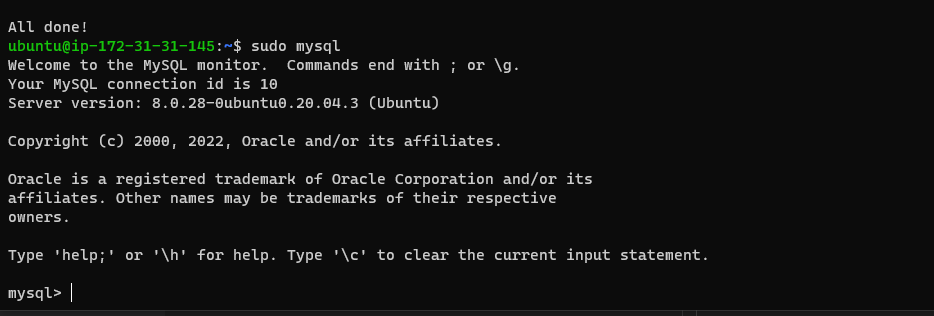 All done!
ubuntu@ip-172-31-31-145:~$ sudo mysql
Welcome to the MySQL monitor.  Commands end with ; or \g.
Your MySQL connection id is 10
Server version: 8.0.28-0ubuntu0.20.04.3 (Ubuntu)
Copyright (c) 2000, 2022, Oracle and/or its affiliates.
Oracle is a registered trademark of Oracle Corporation and/or its
affiliates. Other names may be trademarks of their respective
owners.
Type 'help;' or '\h' for help. Type '\c' to clear the current input statement.
mysql>